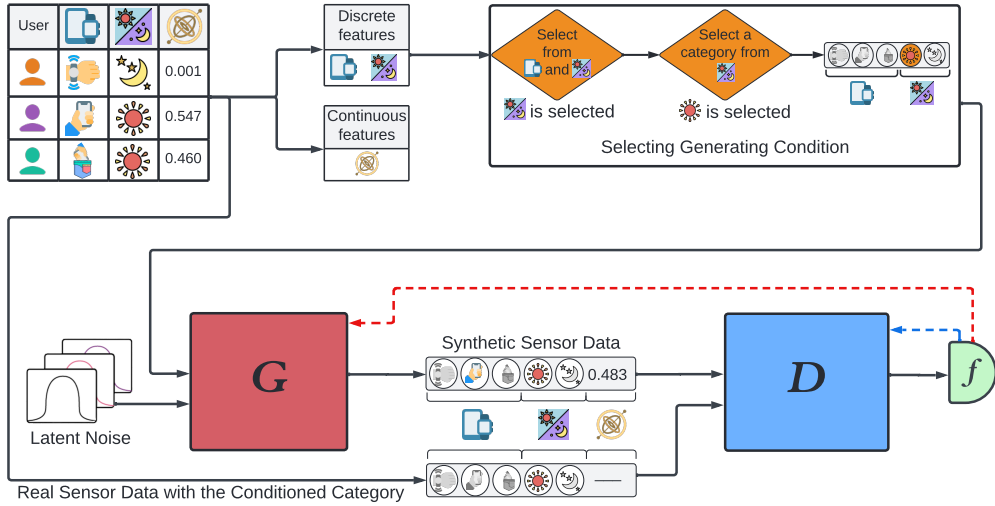 User
0.001
0.547
0.460
Discrete
features
Continuous
features
Select
from
and
Select a
category from
is selected
is selected
Selecting Generating Condition
G
Synthetic Sensor Data
0.483
D
f
Latent Noise
Real Sensor Data with the Conditioned Category